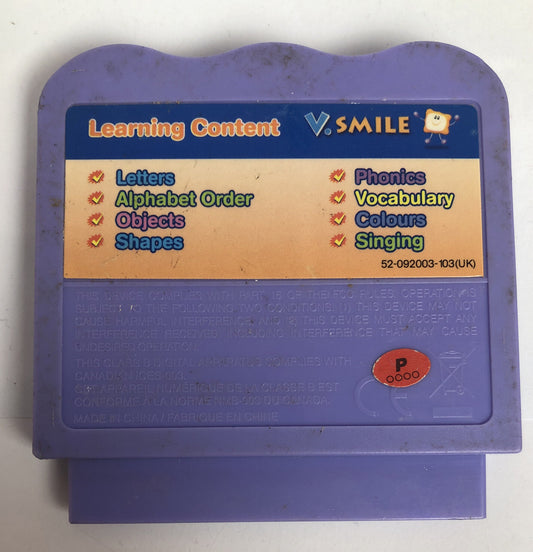 Learning Content V.SMILE
Letters
Alphabet Order
Objects
Shapes
Phonics
Vocabulary
Colours
Singing
52-092003-103(UK)
THIS DEVICE COMPLIES WITH PART 15 OF THE FCC RULES. OPERATION IS
SUBJECT TO THE FOLLOWING TWO CONDITIONS: (1) THIS DEVICE MAY NOT
CAUSE HARMFUL INTERFERENCE AND (2) THIS DEVICE MUST ACCEPT ANY
INTERFERENCE RECEIVED, INCLUDING INTERFERENCE THAT MAY CAUSE
UNDESIRED OPERATION.
THIS CLASS B DIGITAL APPARATUS COMPLIES WITH
CANADIAN
CET APPAREIL NUMÉRIQUE DE LA CLASSE B EST
CONFORME À LA NORME NMB-003 DU CANADA.
MADE IN CHINA / FABRIQUÉ EN CHINE
P
0000
CE